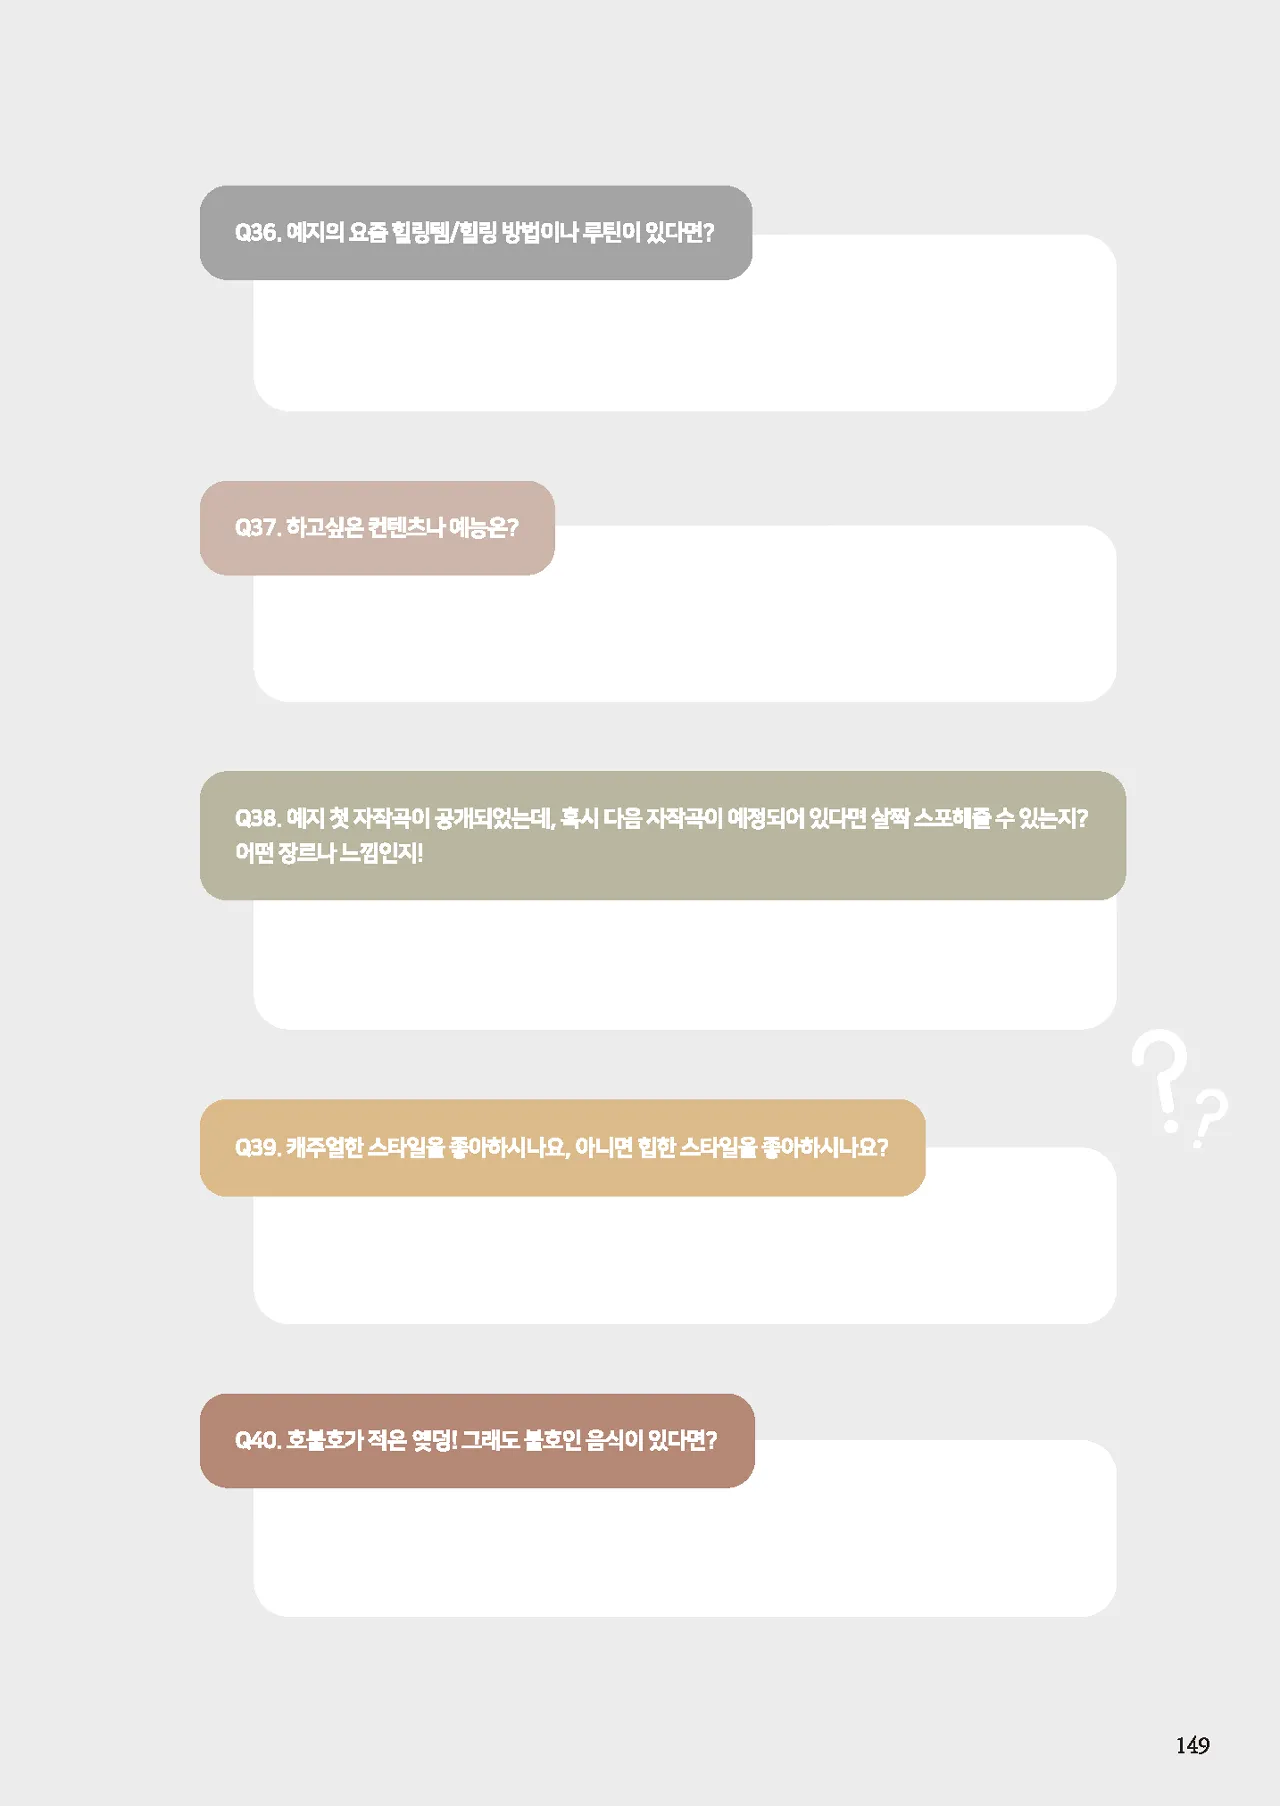 Q36. 예지의 요즘 힐링템/힐링 방법이나 루틴이 있다면?
Q37. 하고싶은 컨텐츠나 예능은?
Q38. 예지 첫 자작곡이 공개되었는데, 혹시 다음 자작곡이 예정되어 있다면 살짝 스포해줄 수 있는지?
어떤 장르나 느낌인지!
??
Q39. 캐주얼한 스타일을 좋아하시나요, 아니면 힙한 스타일을 좋아하시나요?
Q40. 호불호가 적은 옞덩! 그래도 불호인 음식이 있다면?
149